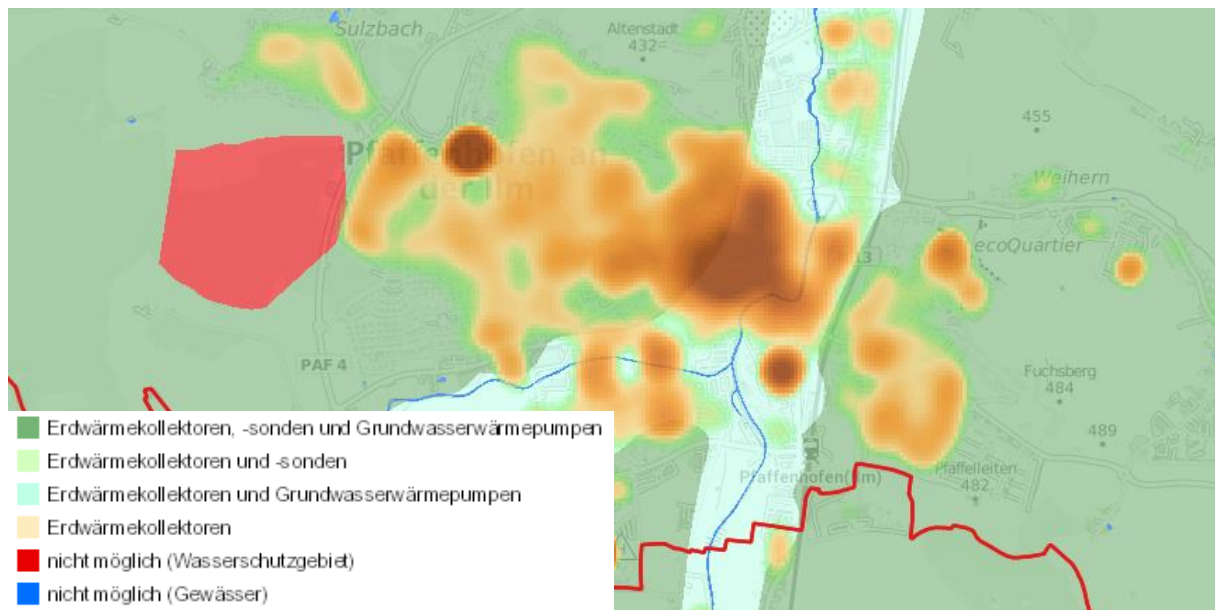 Sulzbach
Altenstadt
432
455
Pfaffenhofen an
der Ilm
Weihern
ecoQuartier
13
PAF 4
Fuchsberg
484
489
Pfaffelleiten
482
Pfaffenhofen(Ilm)
Erdwärmekollektoren, -sonden und Grundwasserwärmepumpen
Erdwärmekollektoren und -sonden
Erdwärmekollektoren und Grundwasserwärmepumpen
Erdwärmekollektoren
nicht möglich (Wasserschutzgebiet)
nicht möglich (Gewässer)